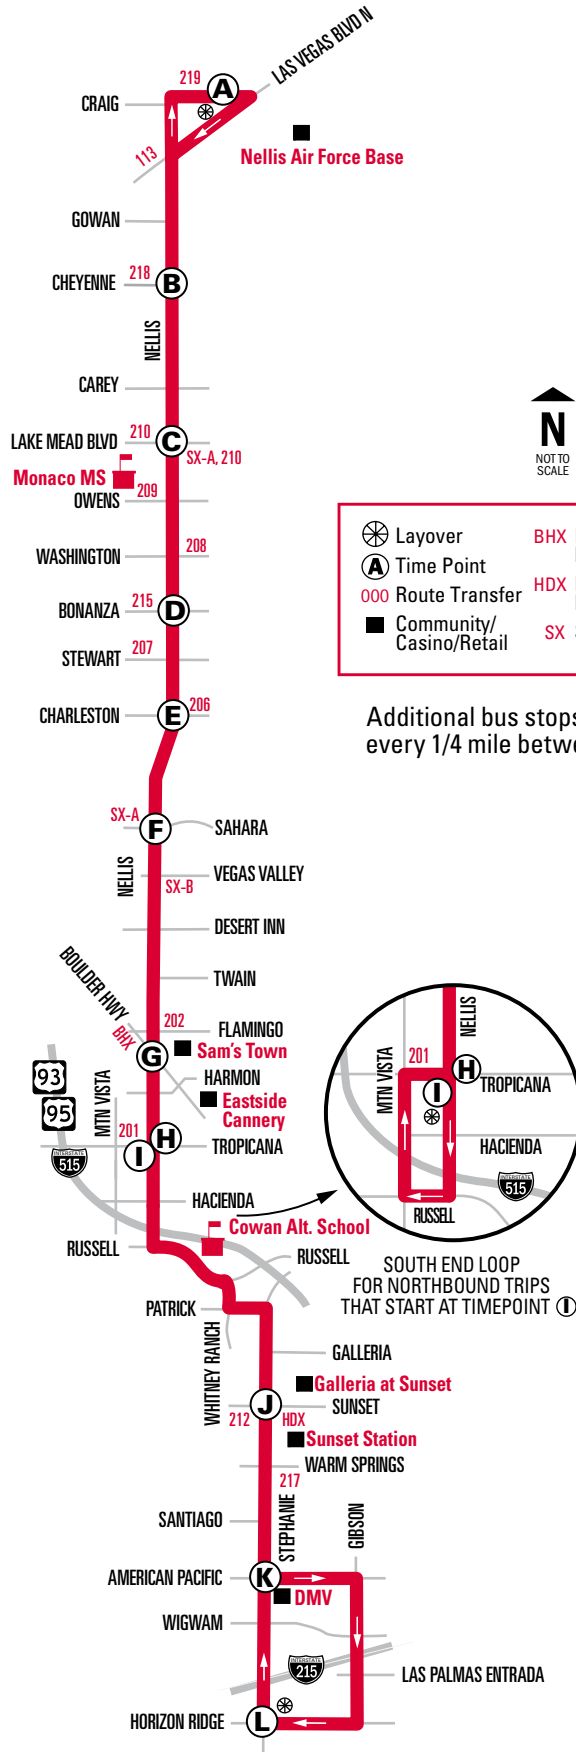 LAS VEGAS BLVD N
219
A
CRAIG
113
Nellis Air Force Base
GOWAN
218
CHEYENNE
B
NELLIS
CAREY
LAKE MEAD BLVD
210
C
SX-A, 210
Monaco MS
209
OWENS
WASHINGTON
208
BONANZA
215
D
STEWART
207
CHARLESTON
E
206
N
NOT TO
SCALE
Layover
A Time Point
000 Route Transfer
Community/
Casino/Retail
BHX
HDX
SX
Additional bus stops
every 1/4 mile betwe
SX-A
F
SAHARA
NELLIS
SX-B
VEGAS VALLEY
DESERT INN
TWAIN
BOULDER HWY
BHX
202
FLAMINGO
G
Sam's Town
93
95
MTN VISTA
HARMON
Eastside
Cannery
201
H
I
TROPICANA
INTERSTATE
515
HACIENDA
Cowan Alt. School
RUSSELL
RUSSELL
PATRICK
WHITNEY RANCH
NELLIS
MTN VISTA
201
H
I
TROPICANA
HACIENDA
INTERSTATE
515
RUSSELL
SOUTH END LOOP
FOR NORTHBOUND TRIPS
THAT START AT TIMEPOINT I
GALLERIA
Galleria at Sunset
J
SUNSET
212
HDX
Sunset Station
WARM SPRINGS
217
STEPHANIE
SANTIAGO
GIBSON
AMERICAN PACIFIC
K
DMV
WIGWAM
INTERSTATE
215
LAS PALMAS ENTRADA
HORIZON RIDGE
L